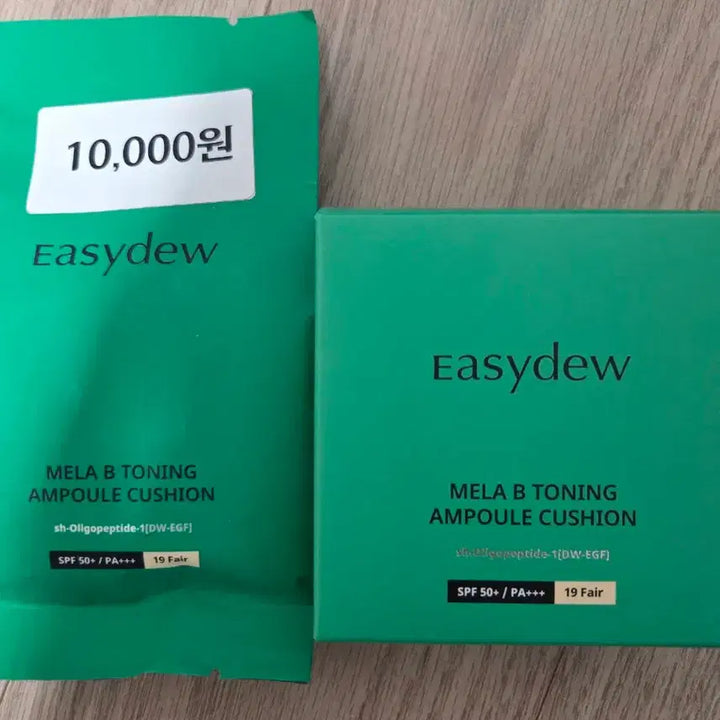 10,000원
Easydew
MELA B TONING
AMPOULE CUSHION
sh-Oligopeptide-1[DW-EGF]
SPF 50+ / PA+++ 19 Fair
Easydew
MELA B TONING
AMPOULE CUSHION
sh-Oligopeptide-1[DW-EGF]
SPF 50+ / PA+++ 19 Fair